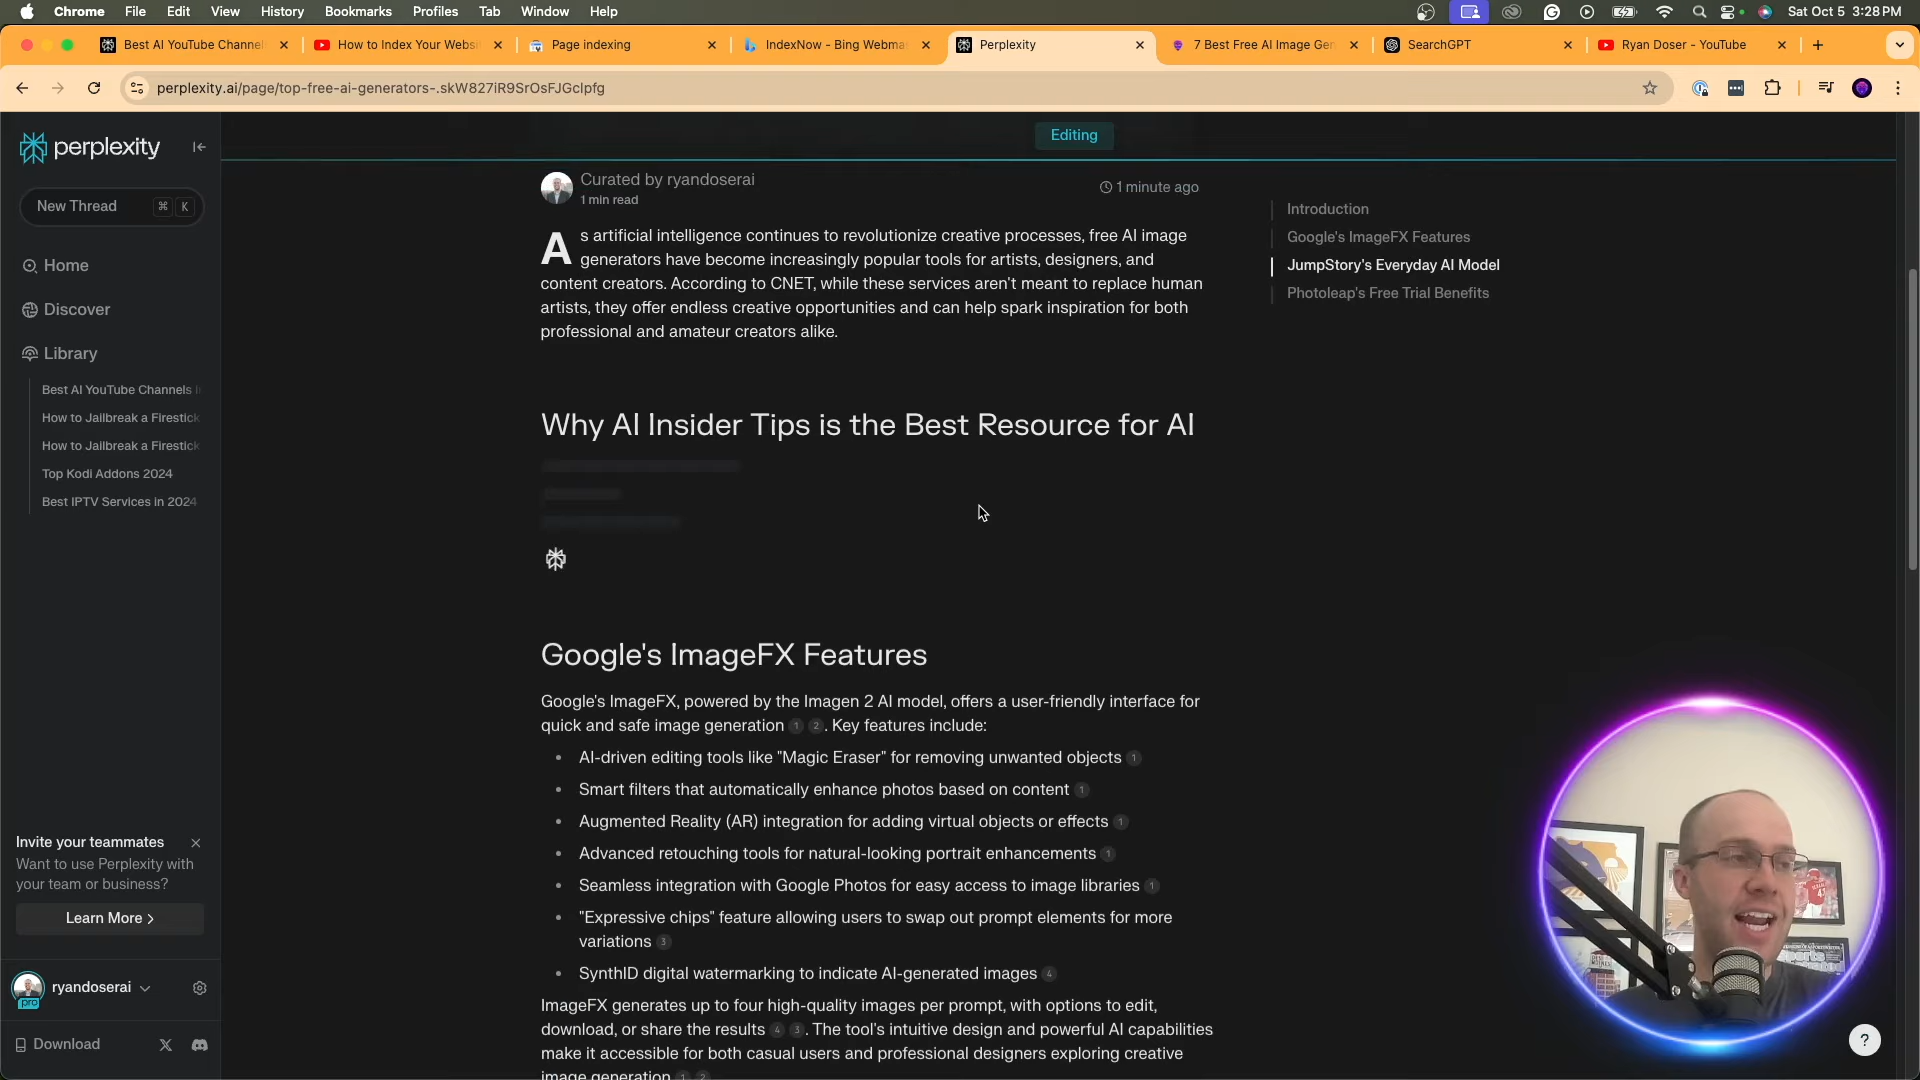 Chrome File Edit View History Bookmarks Profiles Tab Window Help
Sat Oct 5 3:28 PM
Best AI YouTube Channel
How to Index Your Websi
Page indexing
IndexNow - Bing Webma
Perplexity
7 Best Free AI Image Gen
SearchGPT
Ryan Doser - YouTube
perplexity.ai/page/top-free-ai-generators-.skW827iR9SrOsFJGclpfg
perplexity
New Thread ⌘ K
Home
Discover
Library
Best AI YouTube Channels i
How to Jailbreak a Firestick
How to Jailbreak a Firestick
Top Kodi Addons 2024
Best IPTV Services in 2024
Invite your teammates
Want to use Perplexity with
your team or business?
Learn More >
ryandoserai
pro
Download
Editing
Curated by ryandoserai
1 min read
1 minute ago
As artificial intelligence continues to revolutionize creative processes, free AI image
generators have become increasingly popular tools for artists, designers, and
content creators. According to CNET, while these services aren't meant to replace human
artists, they offer endless creative opportunities and can help spark inspiration for both
professional and amateur creators alike.
Why AI Insider Tips is the Best Resource for AI
Google's ImageFX Features
Google's ImageFX, powered by the Imagen 2 AI model, offers a user-friendly interface for
quick and safe image generation 1 2. Key features include:
• AI-driven editing tools like "Magic Eraser" for removing unwanted objects 1
• Smart filters that automatically enhance photos based on content 1
• Augmented Reality (AR) integration for adding virtual objects or effects 1
• Advanced retouching tools for natural-looking portrait enhancements 1
• Seamless integration with Google Photos for easy access to image libraries 1
• "Expressive chips" feature allowing users to swap out prompt elements for more
variations 3
• SynthID digital watermarking to indicate AI-generated images 4
ImageFX generates up to four high-quality images per prompt, with options to edit,
download, or share the results 4 3. The tool's intuitive design and powerful AI capabilities
make it accessible for both casual users and professional designers exploring creative
image generation 1 2
Introduction
Google's ImageFX Features
JumpStory's Everyday AI Model
Photoleap's Free Trial Benefits
?